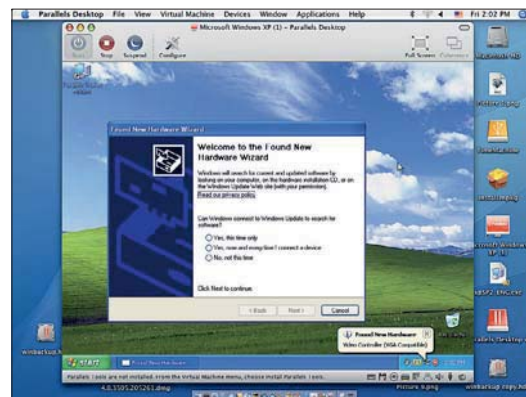 Parallels Desktop File View Virtual Machine Devices Window Applications Help Fri 2:02 PM
Microsoft Windows XP (1) – Parallels Desktop
Stop Suspend Configure Full Screen Coherence
Found New Hardware Wizard
Welcome to the Found New
Hardware Wizard
Windows will search for current and updated software by
looking on your computer, on the hardware installation CD, or on
the Windows Update Web site (with your permission).
Read our privacy policy
Can Windows connect to Windows Update to search for
software?
Yes, this time only
Yes, now and every time I connect a device
No, not this time
Click Next to continue.
< Back Next > Cancel
Found New Hardware
Video Controller (VGA Compatible)
start Found New Hardware
Parallels Tools are not installed. From the Virtual Machine menu, choose Install Parallels Tools.
Picture 6.png